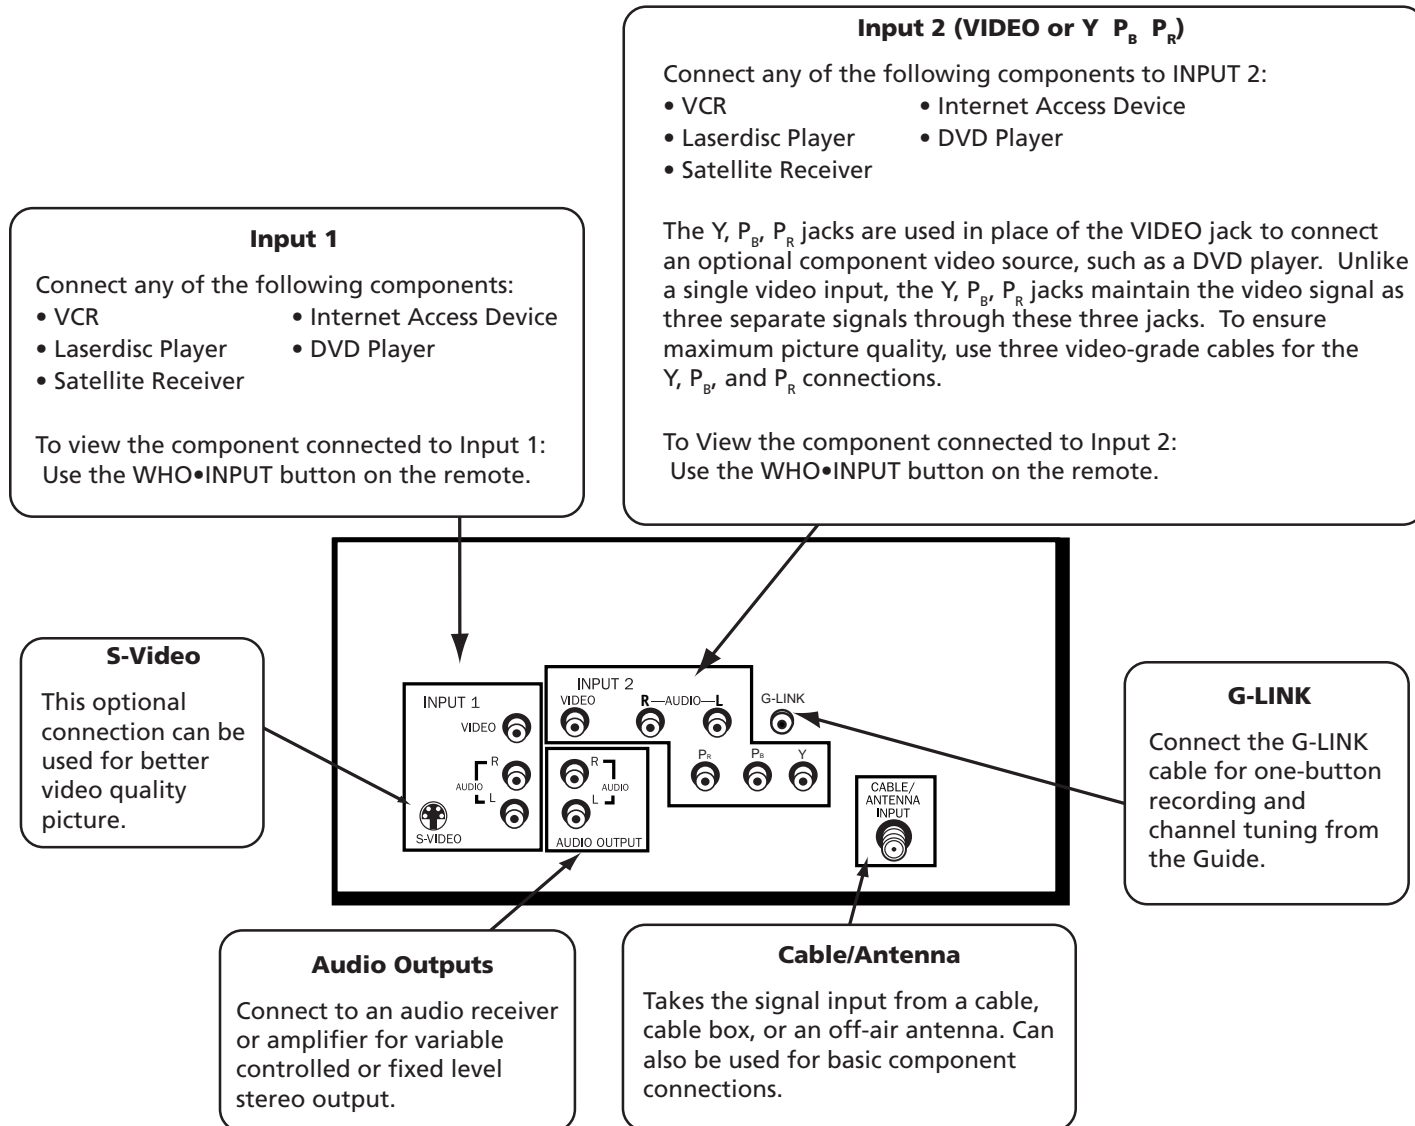 Input 2 (VIDEO or Y PB PR)
Connect any of the following components to INPUT 2:
• VCR • Internet Access Device
• Laserdisc Player • DVD Player
• Satellite Receiver
The Y, PB, PR jacks are used in place of the VIDEO jack to connect
an optional component video source, such as a DVD player. Unlike
a single video input, the Y, PB, PR jacks maintain the video signal as
three separate signals through these three jacks. To ensure
maximum picture quality, use three video-grade cables for the
Y, PB, and PR connections.
To View the component connected to Input 2:
Use the WHO•INPUT button on the remote.
Input 1
Connect any of the following components:
• VCR • Internet Access Device
• Laserdisc Player • DVD Player
• Satellite Receiver
To view the component connected to Input 1:
Use the WHO•INPUT button on the remote.
S-Video
This optional
connection can be
used for better
video quality
picture.
INPUT 1
VIDEO
R
AUDIO
L
S-VIDEO
INPUT 2
VIDEO
R—AUDIO—L
PR PB Y
G-LINK
R
AUDIO
L
AUDIO OUTPUT
CABLE/
ANTENNA
INPUT
G-LINK
Connect the G-LINK
cable for one-button
recording and
channel tuning from
the Guide.
Audio Outputs
Connect to an audio receiver
or amplifier for variable
controlled or fixed level
stereo output.
Cable/Antenna
Takes the signal input from a cable,
cable box, or an off-air antenna. Can
also be used for basic component
connections.